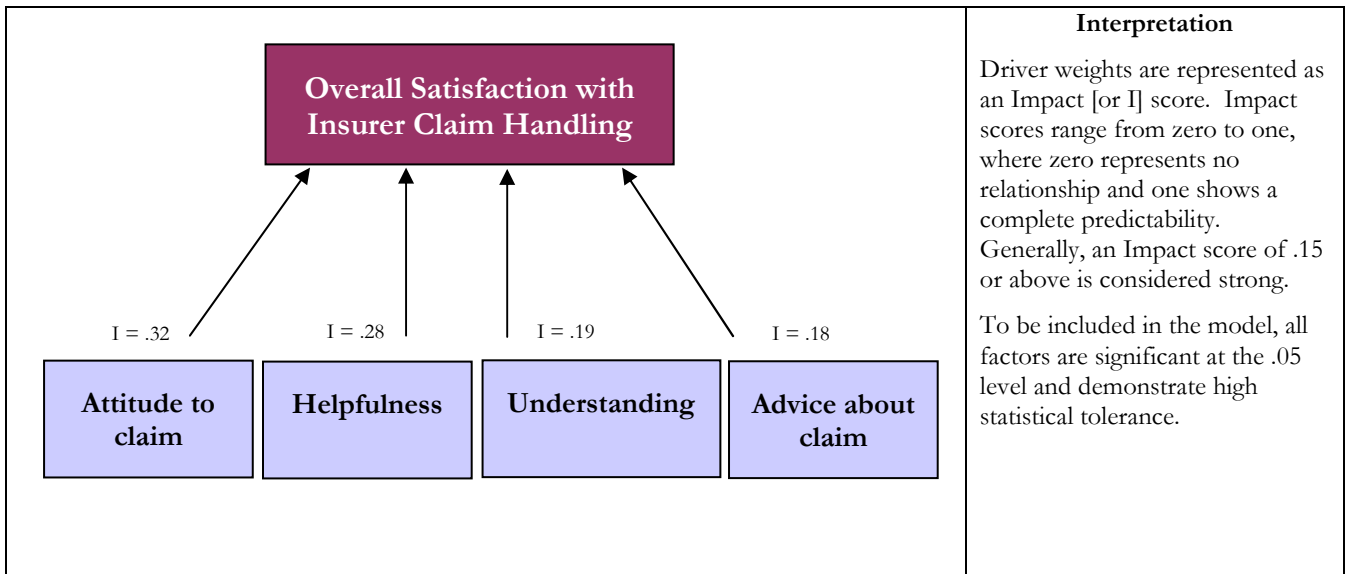 Overall Satisfaction with
Insurer Claim Handling
I = .32
I = .28
I = .19
I = .18
Attitude to
claim
Helpfulness
Understanding
Advice about
claim
Interpretation
Driver weights are represented as
an Impact [or I] score. Impact
scores range from zero to one,
where zero represents no
relationship and one shows a
complete predictability.
Generally, an Impact score of .15
or above is considered strong.
To be included in the model, all
factors are significant at the .05
level and demonstrate high
statistical tolerance.